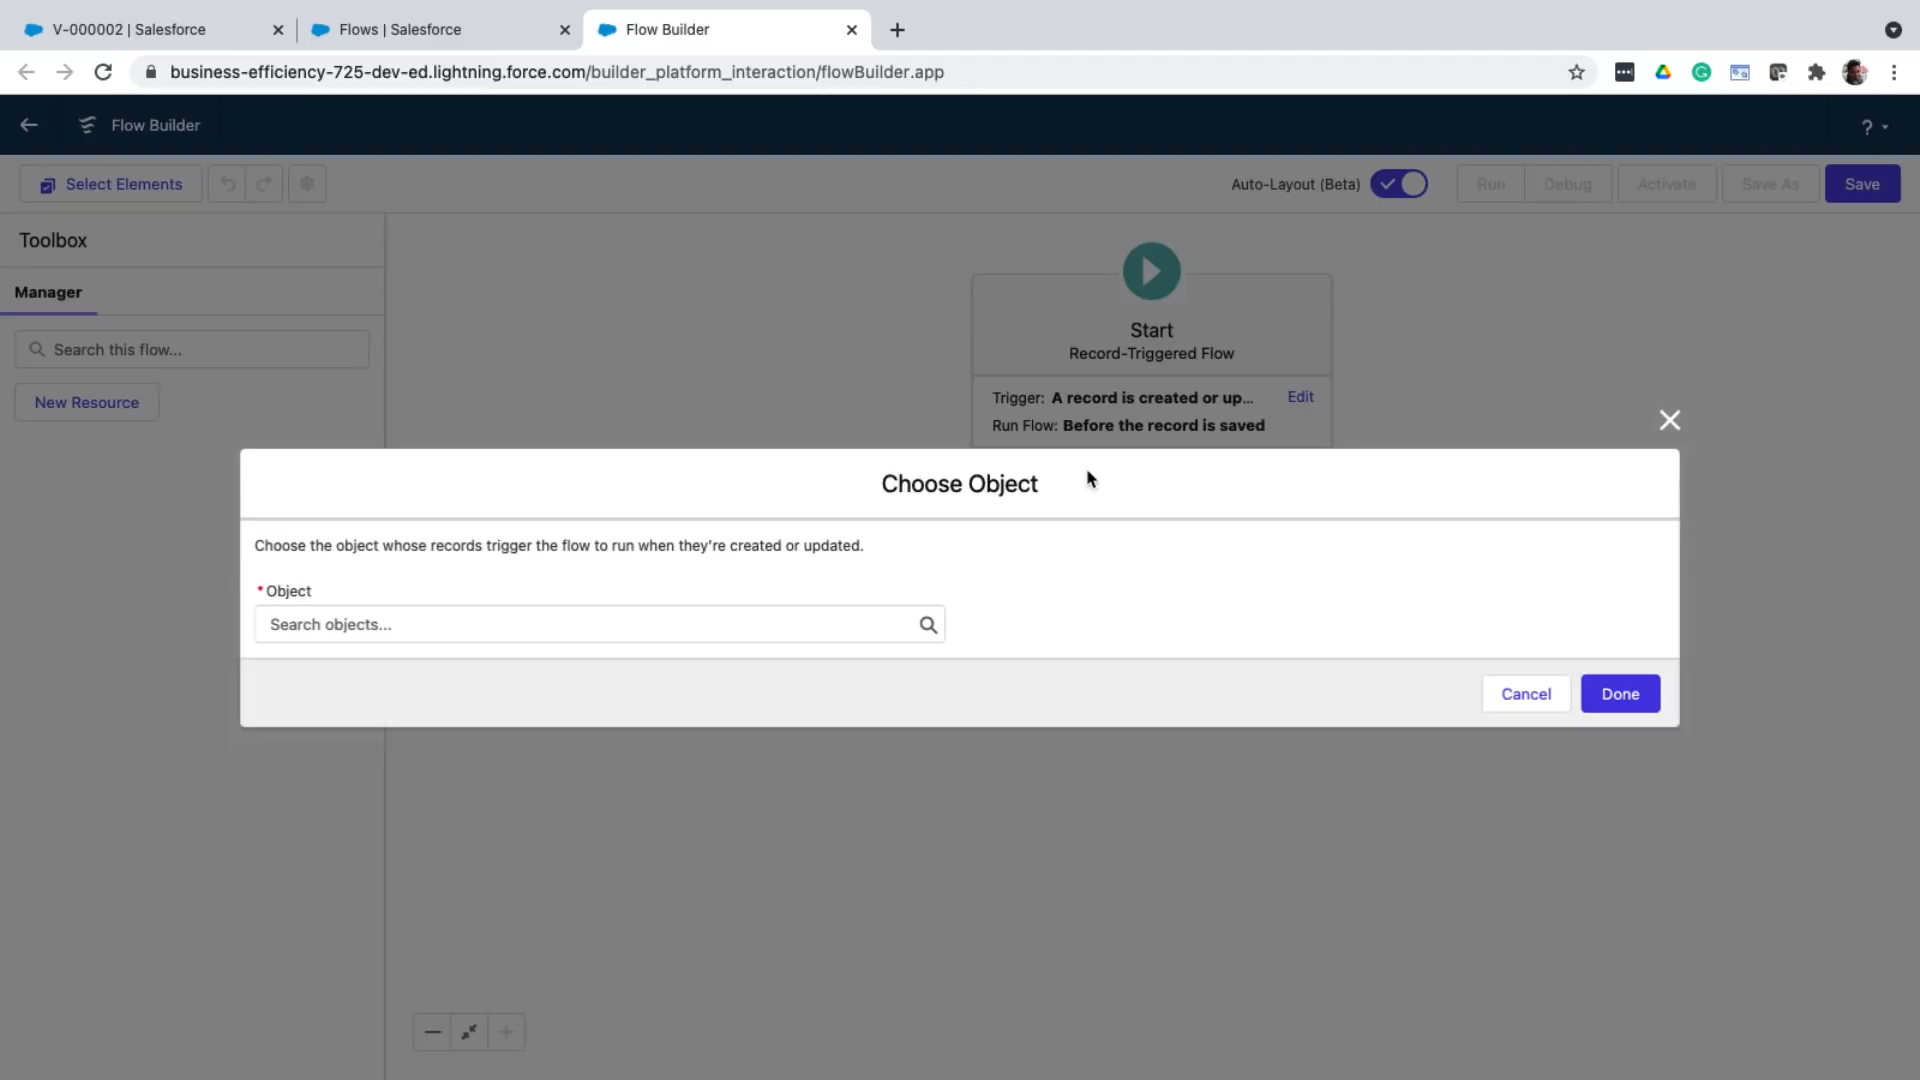 V-000002 | Salesforce
Flows | Salesforce
Flow Builder
business-efficiency-725-dev-ed.lightning.force.com/builder_platform_interaction/flowBuilder.app
Flow Builder
?
Select Elements
Auto-Layout (Beta)
Run
Debug
Activate
Save As
Save
Toolbox
Manager
Search this flow...
New Resource
Start
Record-Triggered Flow
Trigger: A record is created or up...
Edit
Run Flow: Before the record is saved
Choose Object
Choose the object whose records trigger the flow to run when they're created or updated.
* Object
Search objects...
Cancel
Done